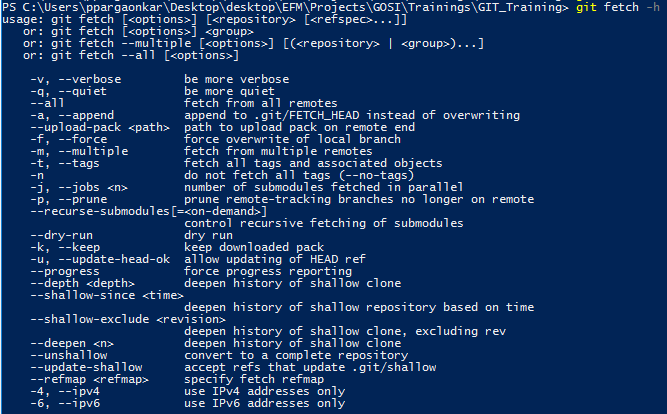 PS C:\Users\ppargaonkar\Desktop\desktop\EFM\Projects\GOSI\Trainings\GIT_Training> git fetch -h
usage: git fetch [<options>] [<repository> [<refspec>...]]
   or: git fetch [<options>] <group>
   or: git fetch --multiple [<options>] [(<repository> | <group>)...]
   or: git fetch --all [<options>]

    -v, --verbose         be more verbose
    -q, --quiet           be more quiet
    --all                 fetch from all remotes
    -a, --append          append to .git/FETCH_HEAD instead of overwriting
    --upload-pack <path>  path to upload pack on remote end
    -f, --force           force overwrite of local branch
    -m, --multiple        fetch from multiple remotes
    -t, --tags            fetch all tags and associated objects
    -n                    do not fetch all tags (--no-tags)
    -j, --jobs <n>        number of submodules fetched in parallel
    -p, --prune           prune remote-tracking branches no longer on remote
    --recurse-submodules[=<on-demand>]
                          control recursive fetching of submodules
    --dry-run             dry run
    -k, --keep            keep downloaded pack
    -u, --update-head-ok  allow updating of HEAD ref
    --progress            force progress reporting
    --depth <depth>       deepen history of shallow clone
    --shallow-since <time>
                          deepen history of shallow repository based on time
    --shallow-exclude <revision>
                          deepen history of shallow clone, excluding rev
    --deepen <n>          deepen history of shallow clone
    --unshallow           convert to a complete repository
    --update-shallow      accept refs that update .git/shallow
    --refmap <refmap>     specify fetch refmap
    -4, --ipv4            use IPv4 addresses only
    -6, --ipv6            use IPv6 addresses only